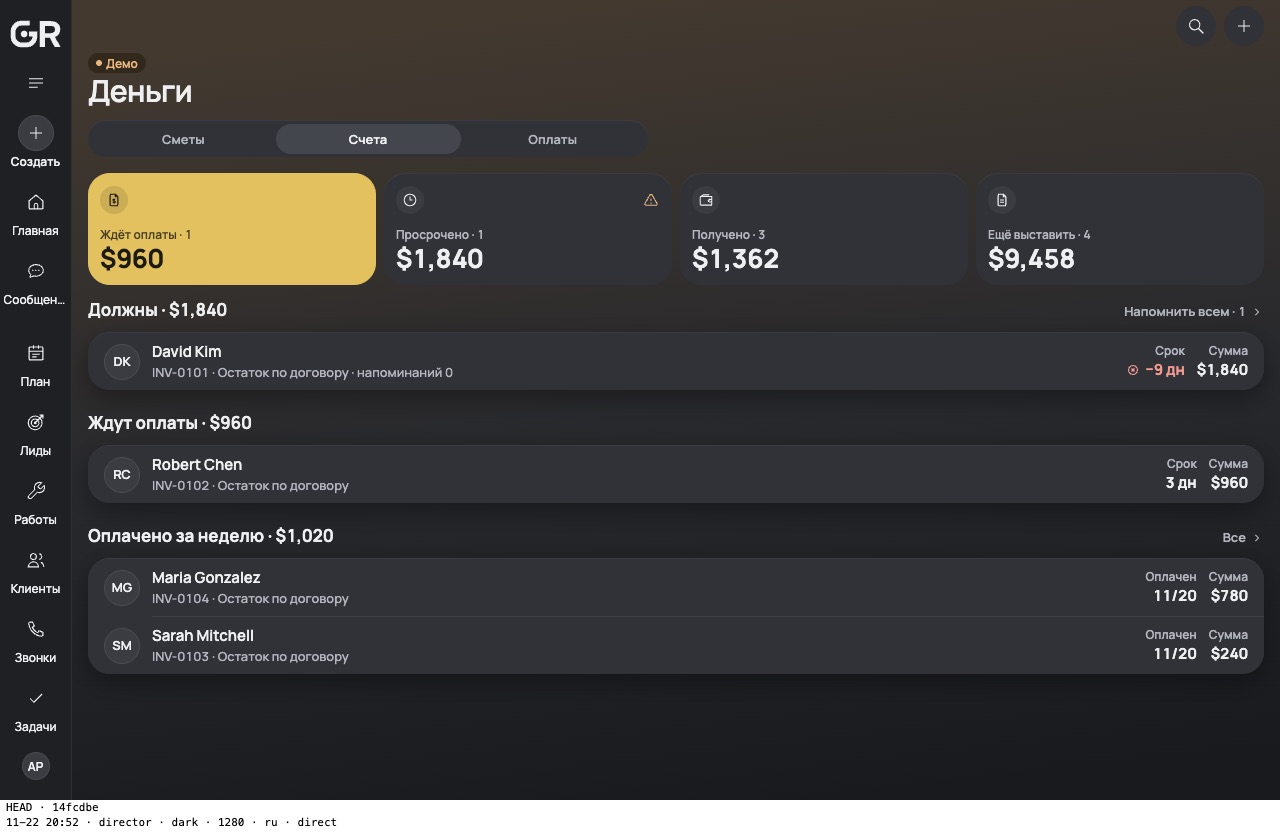 GR
Демо
Деньги
Создать
Главная
Сообщен…
План
Лиды
Работы
Клиенты
Звонки
Задачи
AP
Сметы Счета Оплаты
Ждёт оплаты · 1
$960
Просрочено · 1
$1,840
Получено · 3
$1,362
Ещё выставить · 4
$9,458
Должны · $1,840 Напомнить всем · 1
DK David Kim Срок Сумма
INV-0101 · Остаток по договору · напоминаний 0 −9 дн $1,840
Ждут оплаты · $960
RC Robert Chen Срок Сумма
INV-0102 · Остаток по договору 3 дн $960
Оплачено за неделю · $1,020 Все
MG Maria Gonzalez Оплачен Сумма
INV-0104 · Остаток по договору 11/20 $780
SM Sarah Mitchell Оплачен Сумма
INV-0103 · Остаток по договору 11/20 $240
HEAD · 14fcdbe
11-22 20:52 · director · dark · 1280 · ru · direct